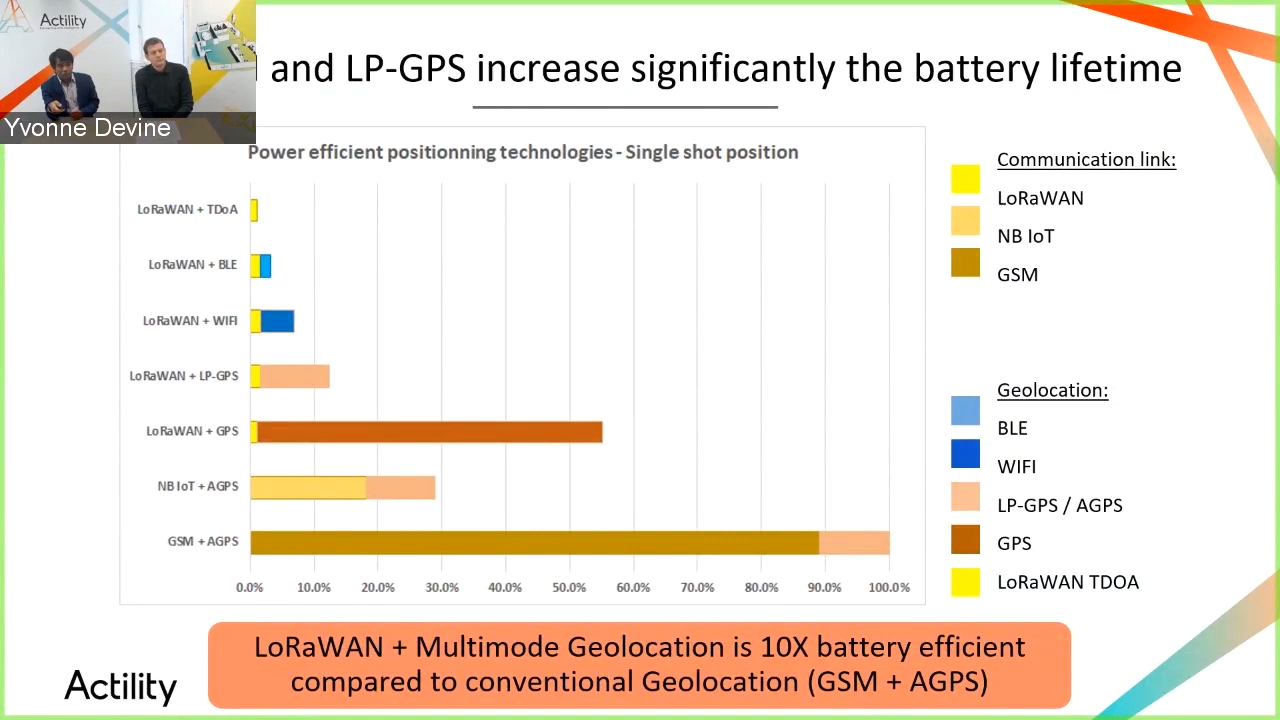 Actility
Yvonne Devine
and LP-GPS increase significantly the battery lifetime
Power efficient positionning technologies - Single shot position
LoRaWAN + TDoA
LoRaWAN + BLE
LoRaWAN + WIFI
LoRaWAN + LP-GPS
LoRaWAN + GPS
NB IoT + AGPS
GSM + AGPS
0.0% 10.0% 20.0% 30.0% 40.0% 50.0% 60.0% 70.0% 80.0% 90.0% 100.0%
Communication link:
LoRaWAN
NB IoT
GSM
Geolocation:
BLE
WIFI
LP-GPS / AGPS
GPS
LoRaWAN TDOA
LoRaWAN + Multimode Geolocation is 10X battery efficient
compared to conventional Geolocation (GSM + AGPS)
Actility